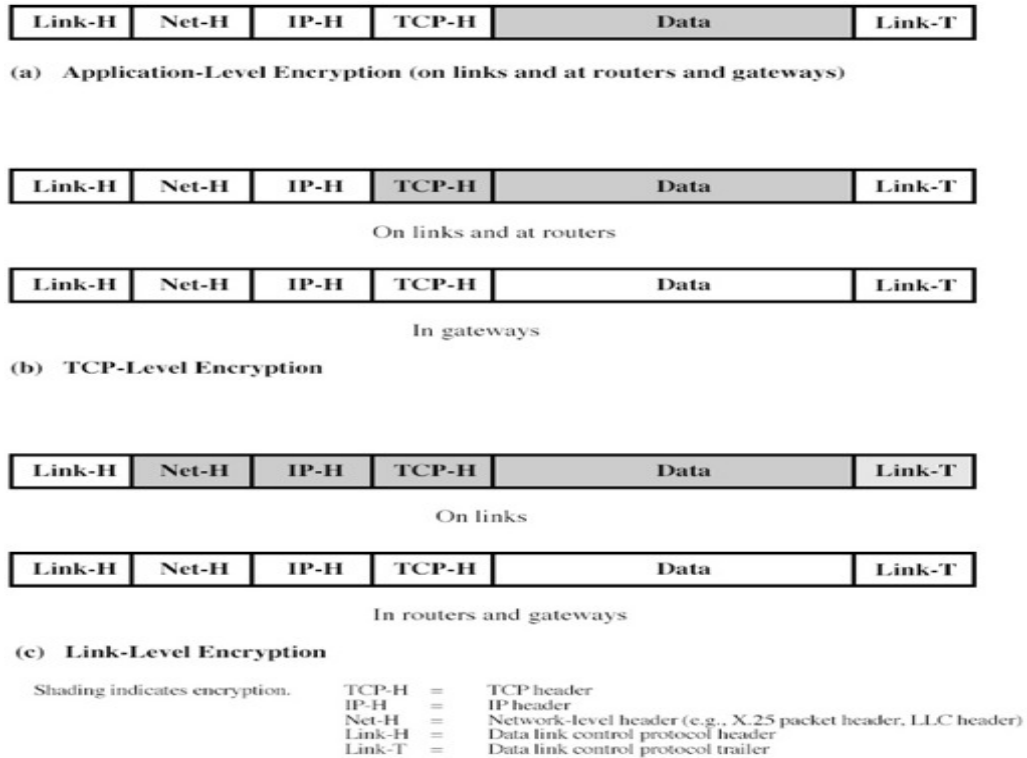 Link-H Net-H IP-H TCP-H Data Link-T
(a) Application-Level Encryption (on links and at routers and gateways)
Link-H Net-H IP-H TCP-H Data Link-T
On links and at routers
Link-H Net-H IP-H TCP-H Data Link-T
In gateways
(b) TCP-Level Encryption
Link-H Net-H IP-H TCP-H Data Link-T
On links
Link-H Net-H IP-H TCP-H Data Link-T
In routers and gateways
(c) Link-Level Encryption
Shading indicates encryption. TCP-H = TCP header
IP-H = IP header
Net-H = Network-level header (e.g., X.25 packet header, LLC header)
Link-H = Data link control protocol header
Link-T = Data link control protocol trailer